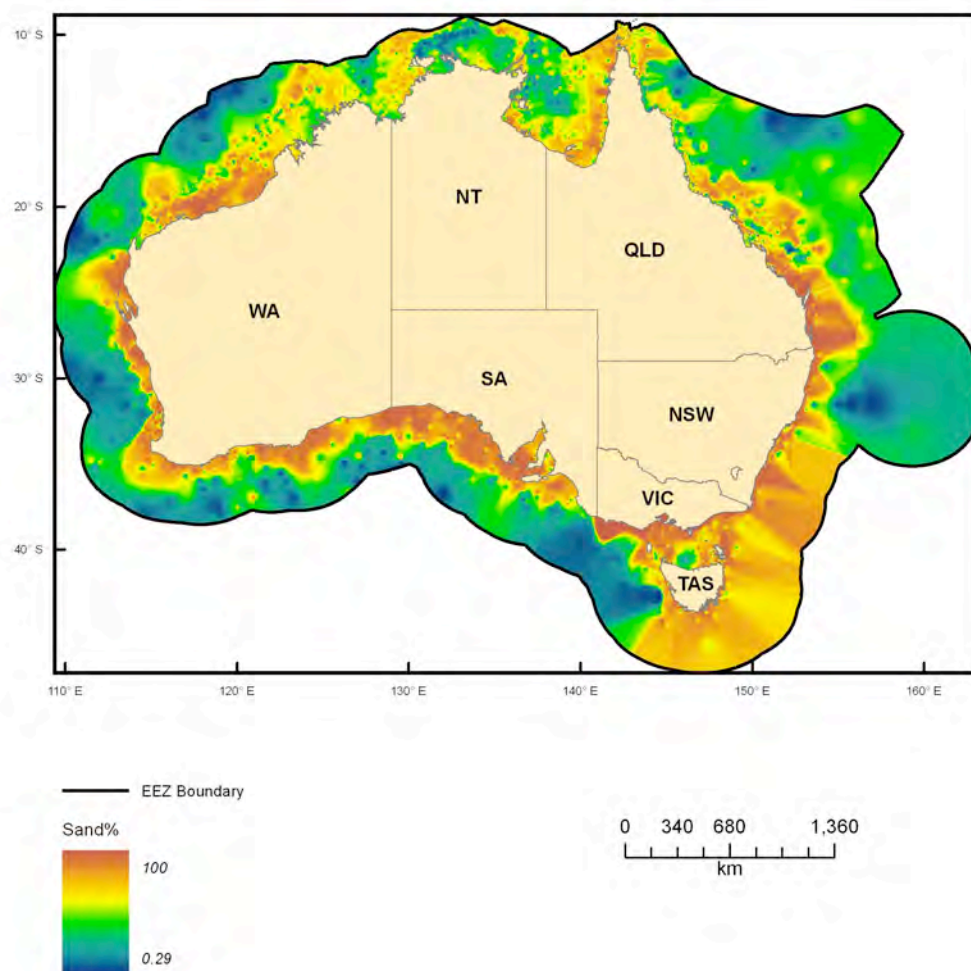 10° S
20° S
30° S
40° S
NT
QLD
WA
SA
NSW
VIC
TAS
110° E
120° E
130° E
140° E
150° E
160° E
EEZ Boundary
Sand%
100
0.29
0 340 680 1,360
km